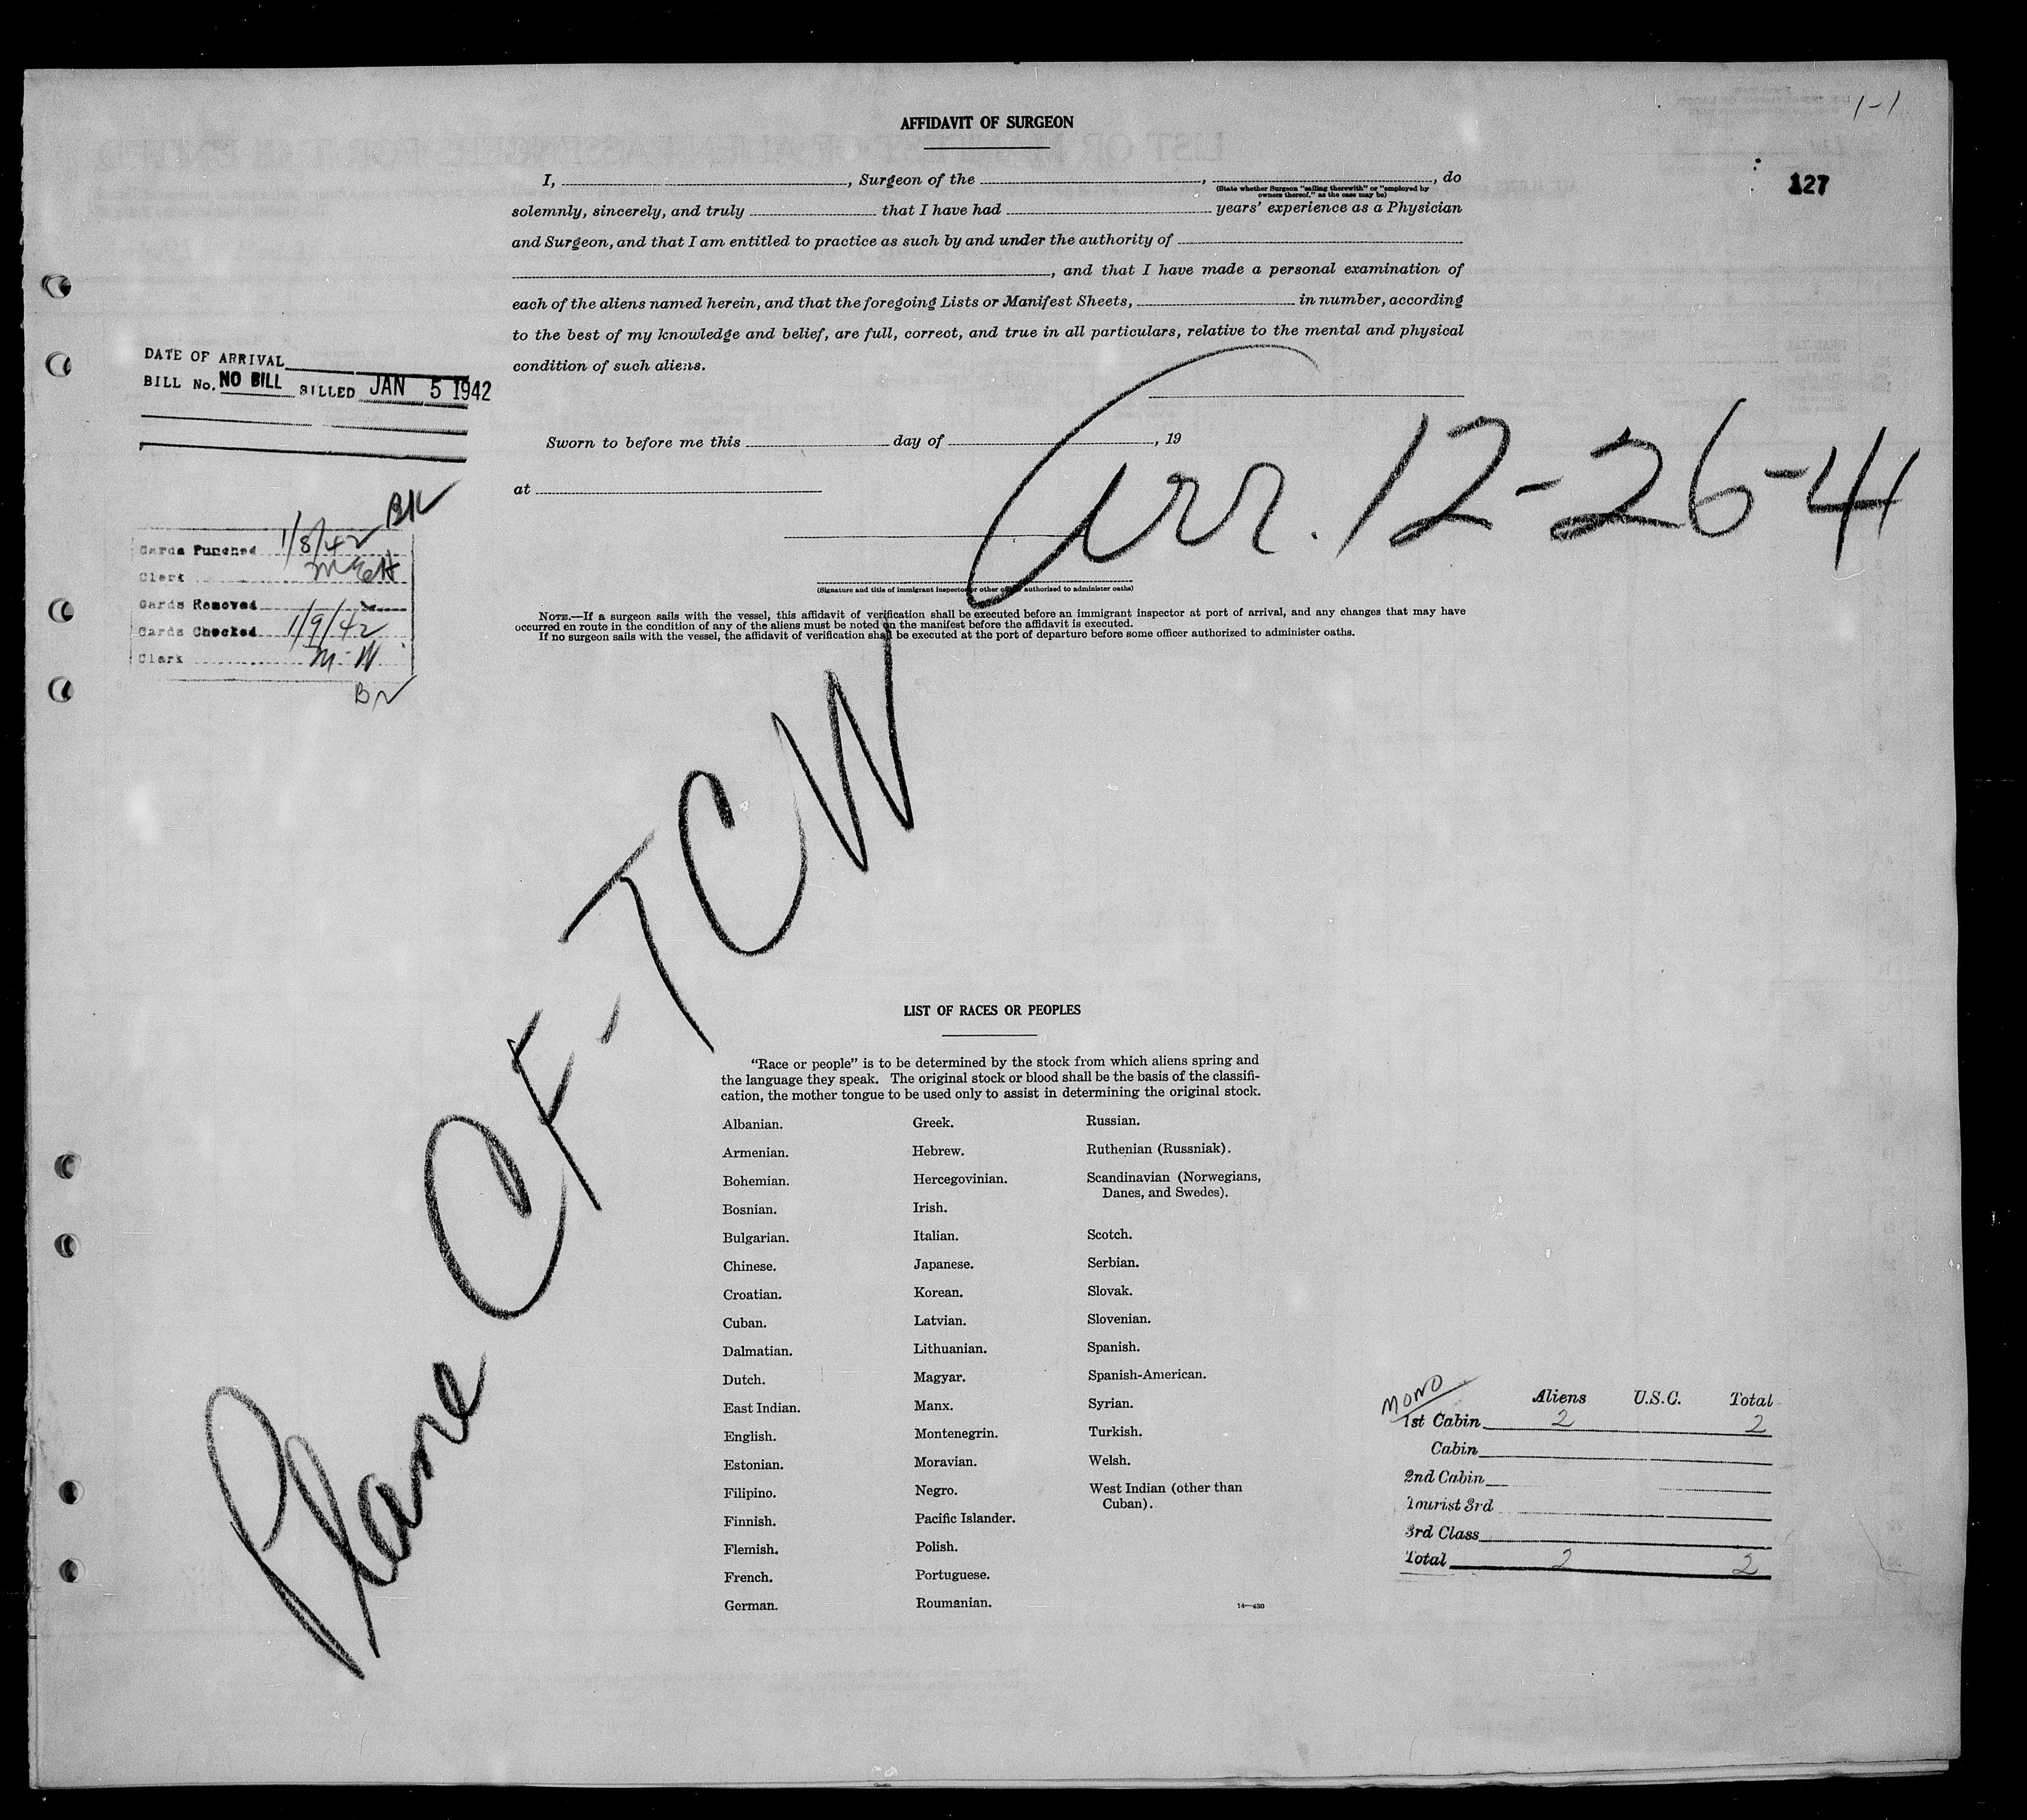 1-1
127
AFFIDAVIT OF SURGEON
I, , Surgeon of the , , do
(State whether Surgeon "sailing therewith" or "employed by
owners thereof," as the case may be)
solemnly, sincerely, and truly that I have had years' experience as a Physician
and Surgeon, and that I am entitled to practice as such by and under the authority of
, and that I have made a personal examination of
each of the aliens named herein, and that the foregoing Lists or Manifest Sheets, in number, according
to the best of my knowledge and belief, are full, correct, and true in all particulars, relative to the mental and physical
condition of such aliens.
DATE OF ARRIVAL
BILL No. NO BILL BILLED JAN 5 1942
Sworn to before me this day of , 19
at
Arr. 12-26-41
BK
Cards Punched 1/8/42
Clerk
Cards Removed
Cards Checked 1/9/42
Clerk M W
(Signature and title of immigrant inspector or other officer authorized to administer oaths)
NOTE.—If a surgeon sails with the vessel, this affidavit of verification shall be executed before an immigrant inspector at port of arrival, and any changes that may have
occurred en route in the condition of any of the aliens must be noted on the manifest before the affidavit is executed.
If no surgeon sails with the vessel, the affidavit of verification shall be executed at the port of departure before some officer authorized to administer oaths.
Plane CF-TCW
LIST OF RACES OR PEOPLES
"Race or people" is to be determined by the stock from which aliens spring and
the language they speak. The original stock or blood shall be the basis of the classifi-
cation, the mother tongue to be used only to assist in determining the original stock.
Albanian.
Armenian.
Bohemian.
Bosnian.
Bulgarian.
Chinese.
Croatian.
Cuban.
Dalmatian.
Dutch.
East Indian.
English.
Estonian.
Filipino.
Finnish.
Flemish.
French.
German.
Greek.
Hebrew.
Hercegovinian.
Irish.
Italian.
Japanese.
Korean.
Latvian.
Lithuanian.
Magyar.
Manx.
Montenegrin.
Moravian.
Negro.
Pacific Islander.
Polish.
Portuguese.
Roumanian.
Russian.
Ruthenian (Russniak).
Scandinavian (Norwegians,
Danes, and Swedes).
Scotch.
Serbian.
Slovak.
Slovenian.
Spanish.
Spanish-American.
Syrian.
Turkish.
Welsh.
West Indian (other than
Cuban).
14—430
MONO
Aliens U.S.C. Total
1st Cabin 2 2
Cabin
2nd Cabin
Tourist 3rd
3rd Class
Total 2 2